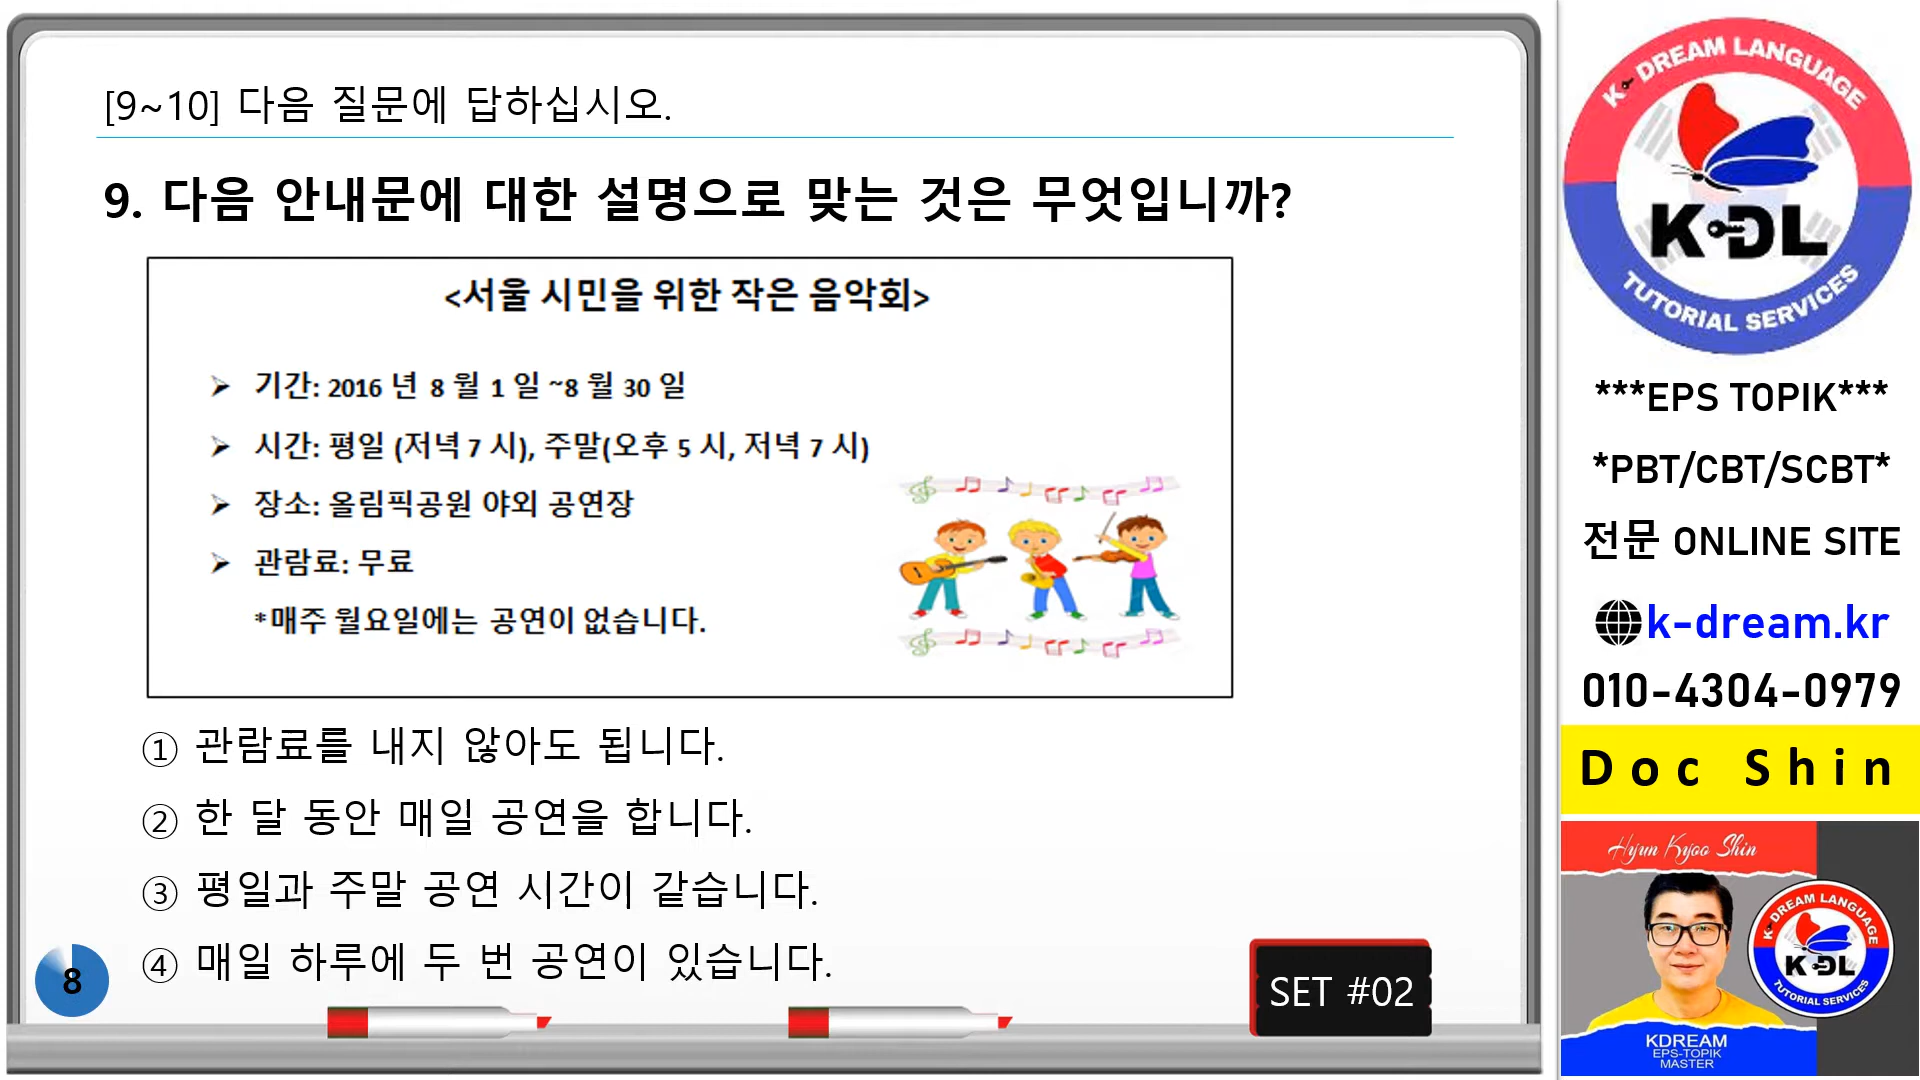 [9~10] 다음 질문에 답하십시오.
9. 다음 안내문에 대한 설명으로 맞는 것은 무엇입니까?
<서울 시민을 위한 작은 음악회>
➢ 기간: 2016 년 8 월 1 일 ~8 월 30 일
➢ 시간: 평일 (저녁 7 시), 주말(오후 5 시, 저녁 7 시)
➢ 장소: 올림픽공원 야외 공연장
➢ 관람료: 무료
*매주 월요일에는 공연이 없습니다.
① 관람료를 내지 않아도 됩니다.
② 한 달 동안 매일 공연을 합니다.
③ 평일과 주말 공연 시간이 같습니다.
④ 매일 하루에 두 번 공연이 있습니다.
8
SET #02
K DREAM LANGUAGE
K DL
TUTORIAL SERVICES
***EPS TOPIK***
*PBT/CBT/SCBT*
전문 ONLINE SITE
k-dream.kr
010-4304-0979
Doc Shin
Hyun Kyoo Shin
K DREAM LANGUAGE
K DL
TUTORIAL SERVICES
KDREAM
EPS-TOPIK
MASTER